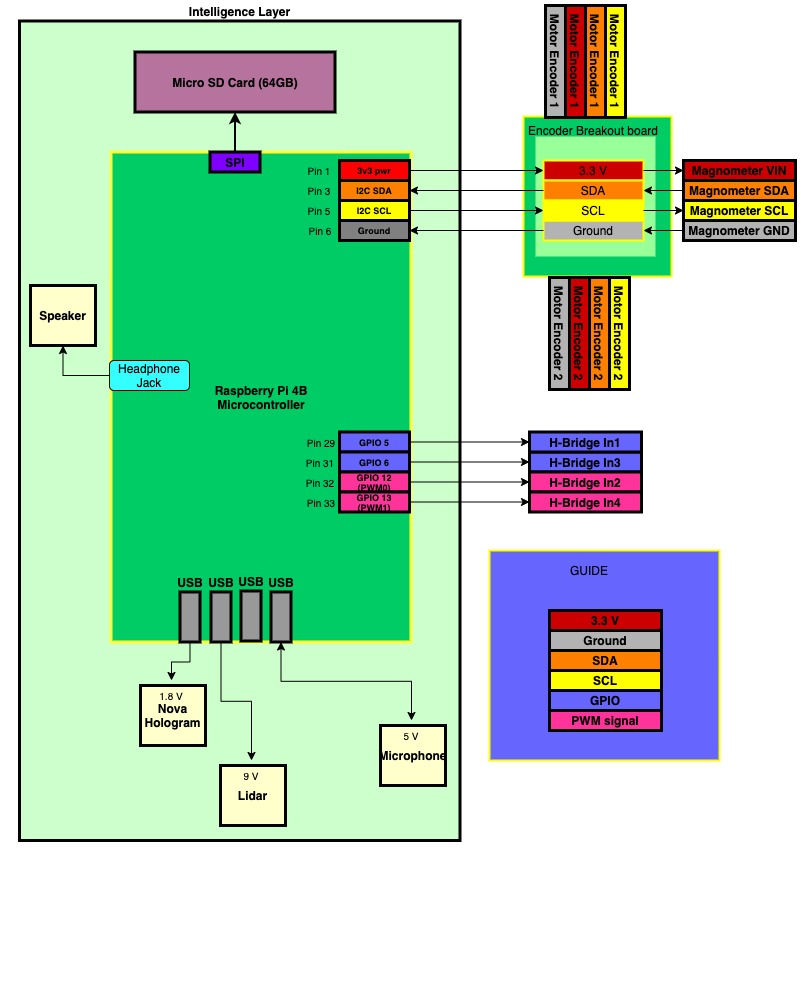 Intelligence Layer
Micro SD Card (64GB)
SPI
Pin 1
3v3 pwr
Pin 3
I2C SDA
Pin 5
I2C SCL
Pin 6
Ground
Motor Encoder 1
Motor Encoder 1
Motor Encoder 1
Motor Encoder 1
Encoder Breakout board
3.3 V
SDA
SCL
Ground
Magnometer VIN
Magnometer SDA
Magnometer SCL
Magnometer GND
Motor Encoder 2
Motor Encoder 2
Motor Encoder 2
Motor Encoder 2
Speaker
Headphone
Jack
Raspberry Pi 4B
Microcontroller
Pin 29
GPIO 5
Pin 31
GPIO 6
Pin 32
GPIO 12
(PWM0)
Pin 33
GPIO 13
(PWM1)
H-Bridge In1
H-Bridge In3
H-Bridge In2
H-Bridge In4
USB
USB
USB
USB
1.8 V
Nova
Hologram
9 V
Lidar
5 V
Microphone
GUIDE
3.3 V
Ground
SDA
SCL
GPIO
PWM signal